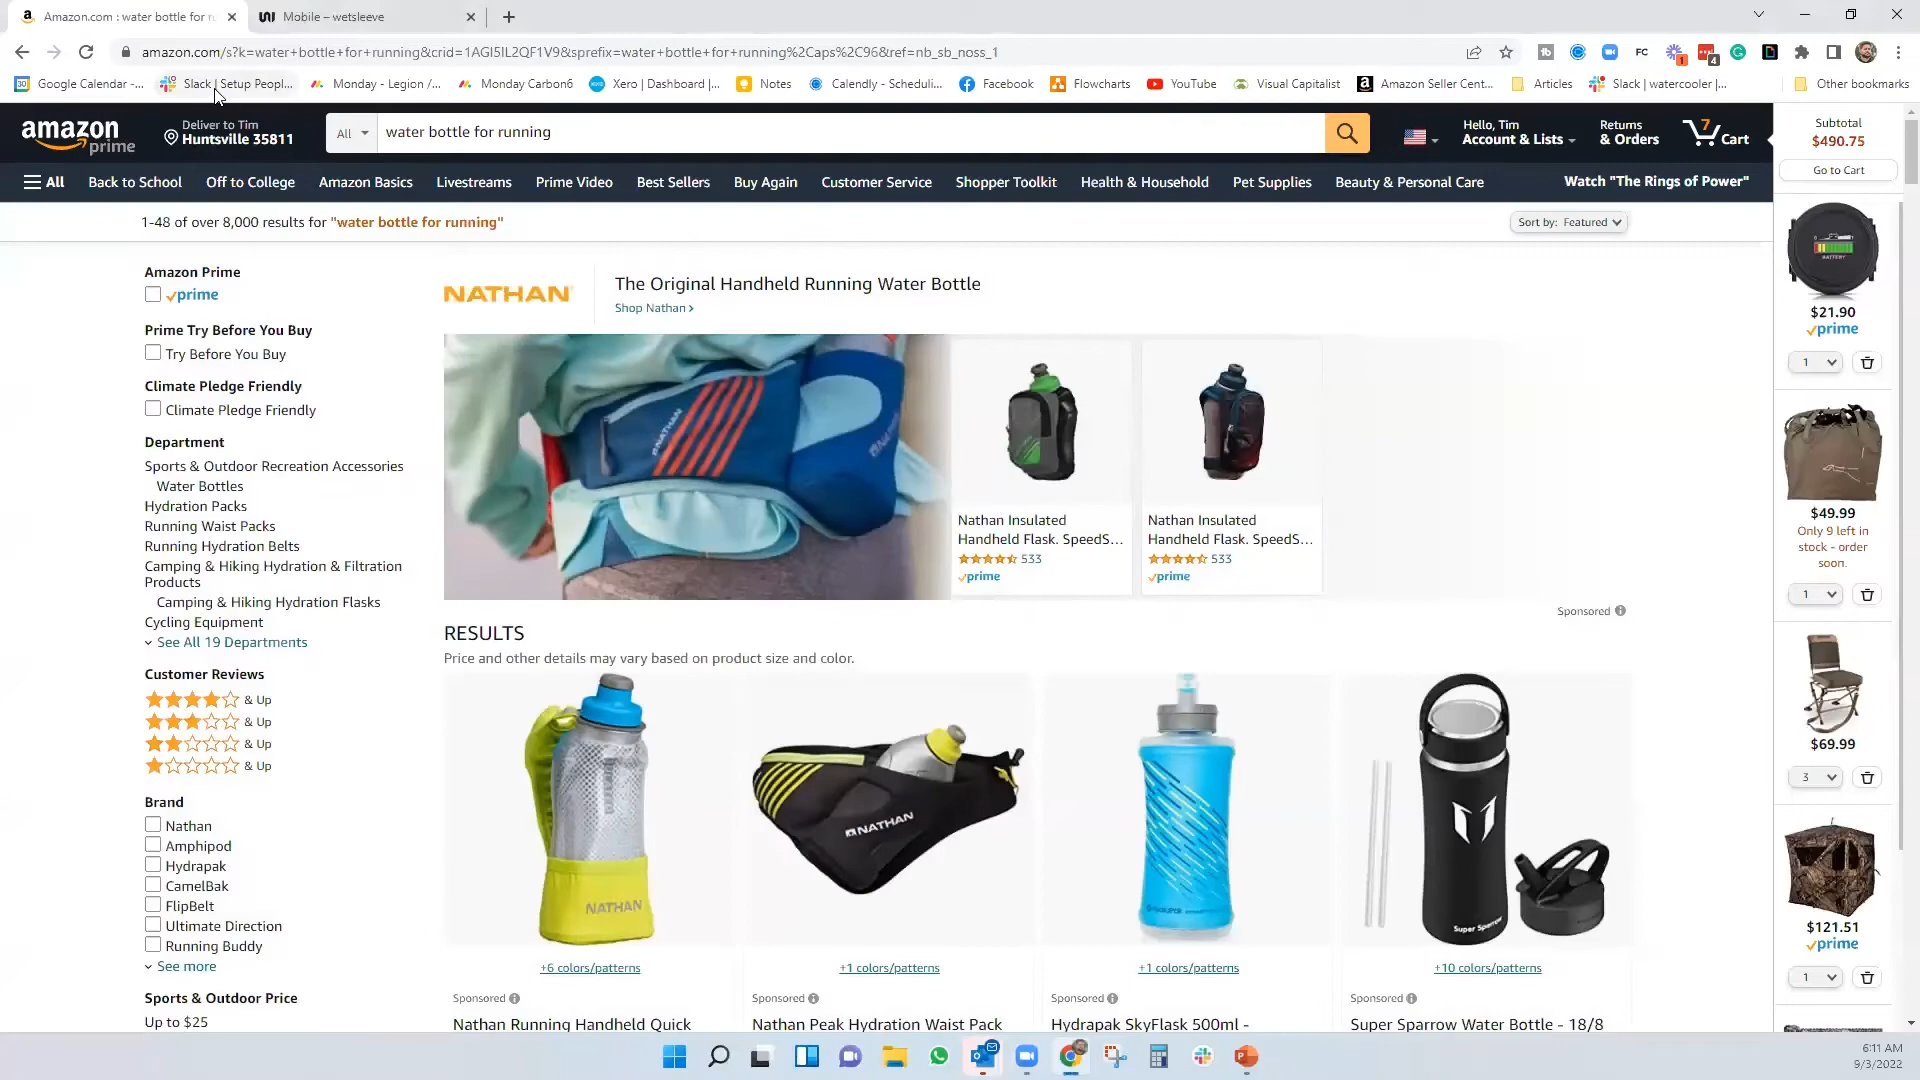 Amazon.com : water bottle for ru
Mobile – wetsleeve
amazon.com/s?k=water+bottle+for+running&crid=1AGI5IL2QF1V9&sprefix=water+bottle+for+running%2Caps%2C96&ref=nb_sb_noss_1
Google Calendar -...
Slack | Setup Peopl...
Monday - Legion /...
Monday Carbon6
Xero | Dashboard |...
Notes
Calendly - Scheduli...
Facebook
Flowcharts
YouTube
Visual Capitalist
Amazon Seller Cent...
Articles
Slack | watercooler |...
Other bookmarks
amazon prime
Deliver to Tim
Huntsville 35811
All
water bottle for running
Hello, Tim
Account & Lists
Returns
& Orders
7
Cart
Subtotal
$490.75
Go to Cart
All
Back to School
Off to College
Amazon Basics
Livestreams
Prime Video
Best Sellers
Buy Again
Customer Service
Shopper Toolkit
Health & Household
Pet Supplies
Beauty & Personal Care
Watch "The Rings of Power"
1-48 of over 8,000 results for "water bottle for running"
Sort by: Featured
Amazon Prime
prime
Prime Try Before You Buy
Try Before You Buy
Climate Pledge Friendly
Climate Pledge Friendly
Department
Sports & Outdoor Recreation Accessories
Water Bottles
Hydration Packs
Running Waist Packs
Running Hydration Belts
Camping & Hiking Hydration & Filtration
Products
Camping & Hiking Hydration Flasks
Cycling Equipment
See All 19 Departments
Customer Reviews
& Up
& Up
& Up
& Up
Brand
Nathan
Amphipod
Hydrapak
CamelBak
FlipBelt
Ultimate Direction
Running Buddy
See more
Sports & Outdoor Price
Up to $25
NATHAN
The Original Handheld Running Water Bottle
Shop Nathan
NATHAN
Nathan Insulated
Handheld Flask. SpeedS...
533
prime
Nathan Insulated
Handheld Flask. SpeedS...
533
prime
Sponsored
RESULTS
Price and other details may vary based on product size and color.
NATHAN
NATHAN
Super Sparrow
+6 colors/patterns
+1 colors/patterns
+1 colors/patterns
+10 colors/patterns
Sponsored
Sponsored
Sponsored
Sponsored
Nathan Running Handheld Quick
Nathan Peak Hydration Waist Pack
Hydrapak SkyFlask 500ml -
Super Sparrow Water Bottle - 18/8
BATTERY
$21.90
prime
1
$49.99
Only 9 left in
stock - order
soon.
1
$69.99
3
$121.51
prime
1
6:11 AM
9/3/2022